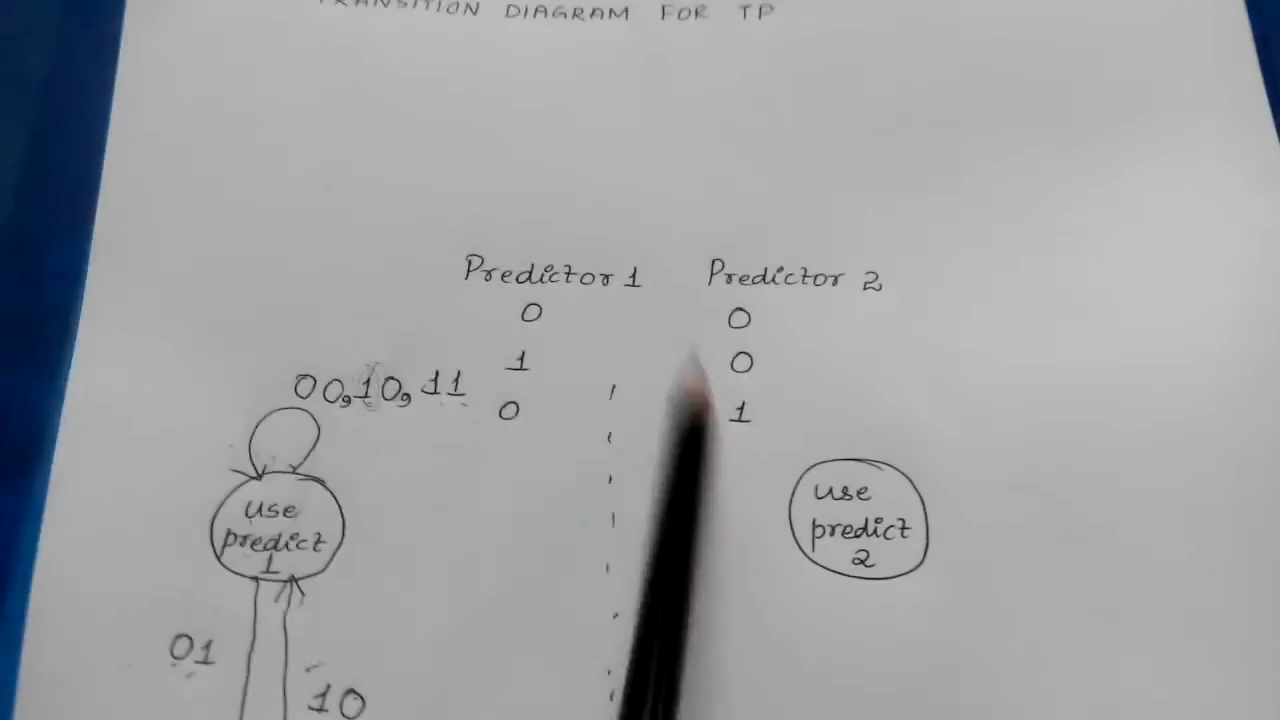 TRANSITION DIAGRAM FOR TP
Predictor 1 Predictor 2
0 0
1 0
00,10,11
0 1
use
predict
1
use
predict
2
01
10